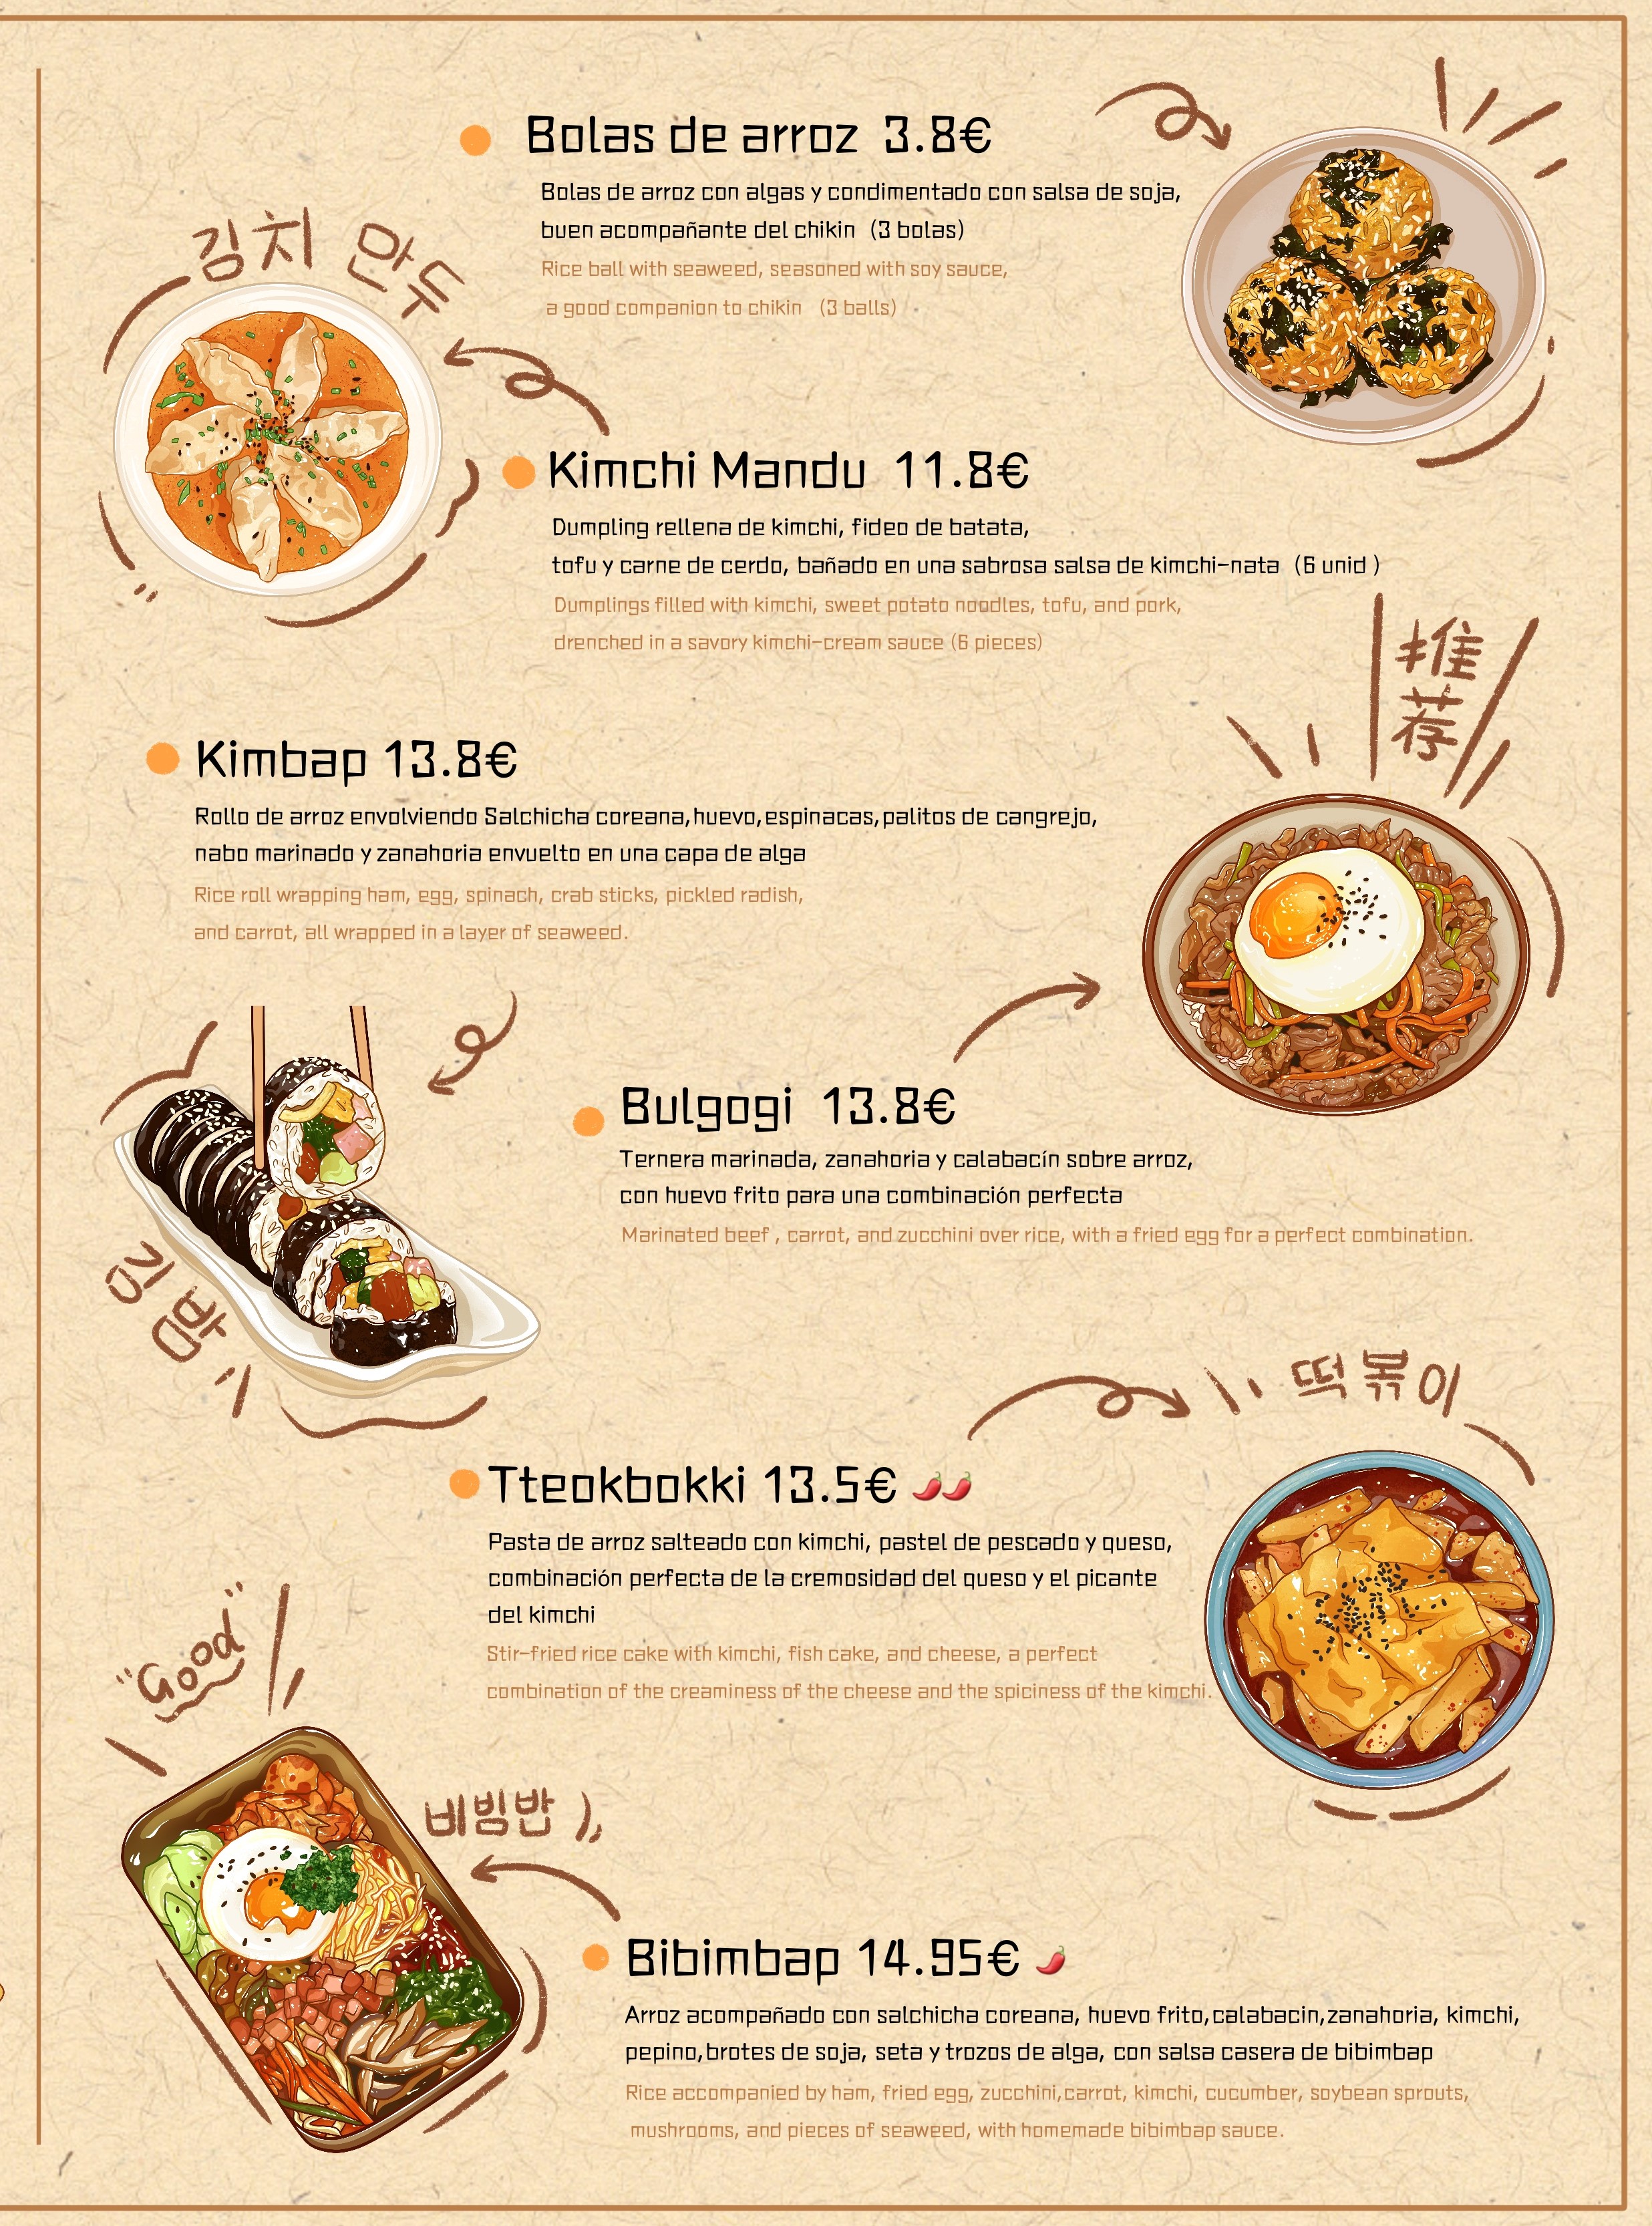 Bolas de arroz 3.8€
Bolas de arroz con algas y condimentado con salsa de soja,
buen acompañante del chikin (3 bolas)
Rice ball with seaweed, seasoned with soy sauce,
a good companion to chikin (3 balls)
김치 만두
Kimchi Mandu 11.8€
Dumpling rellena de kimchi, fideo de batata,
tofu y carne de cerdo, bañado en una sabrosa salsa de kimchi-nata (6 unid )
Dumplings filled with kimchi, sweet potato noodles, tofu, and pork,
drenched in a savory kimchi-cream sauce (6 pieces)
推
荐
Kimbap 13.8€
Rollo de arroz envolviendo Salchicha coreana,huevo,espinacas,palitos de cangrejo,
nabo marinado y zanahoria envuelto en una capa de alga
Rice roll wrapping ham, egg, spinach, crab sticks, pickled radish,
and carrot, all wrapped in a layer of seaweed.
김밥
Bulgogi 13.8€
Ternera marinada, zanahoria y calabacín sobre arroz,
con huevo frito para una combinación perfecta
Marinated beef , carrot, and zucchini over rice, with a fried egg for a perfect combination.
떡볶이
Tteokbokki 13.5€
Pasta de arroz salteado con kimchi, pastel de pescado y queso,
combinación perfecta de la cremosidad del queso y el picante
del kimchi
Stir-fried rice cake with kimchi, fish cake, and cheese, a perfect
combination of the creaminess of the cheese and the spiciness of the kimchi.
"Good"
비빔밥
Bibimbap 14.95€
Arroz acompañado con salchicha coreana, huevo frito,calabacin,zanahoria, kimchi,
pepino,brotes de soja, seta y trozos de alga, con salsa casera de bibimbap
Rice accompanied by ham, fried egg, zucchini,carrot, kimchi, cucumber, soybean sprouts,
mushrooms, and pieces of seaweed, with homemade bibimbap sauce.